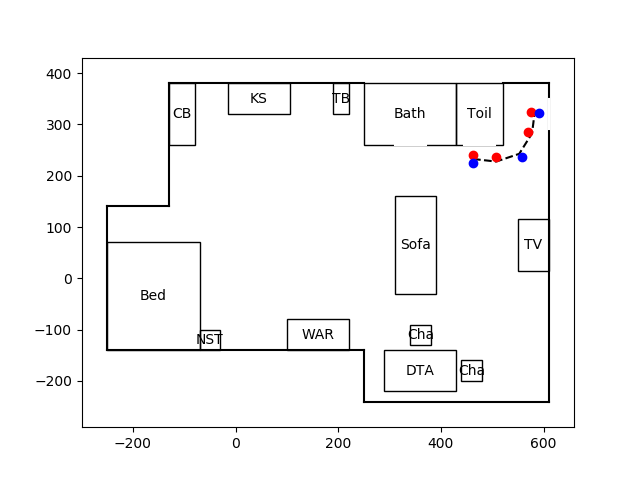 400
300
200
100
0
−100
−200
−200
0
200
400
600
CB
KS
TB
Bath
Toil
Sofa
TV
Bed
NST
WAR
Cha
DTA
Cha